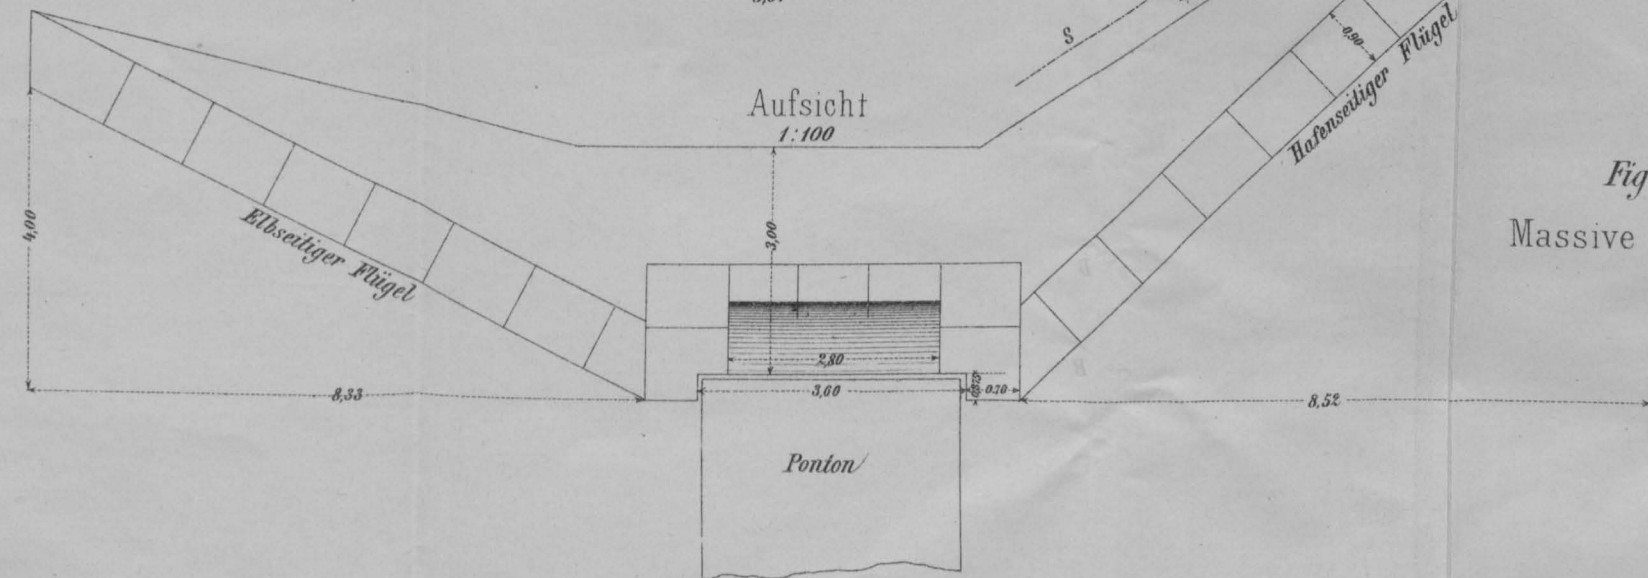 S
0,90
Hafenseitiger Flügel
Aufsicht
1:100
Fig
Massive
4,00
Elbseitiger Flügel
3,00
2,80
8,33
3,60
0.70
8,52
Ponton